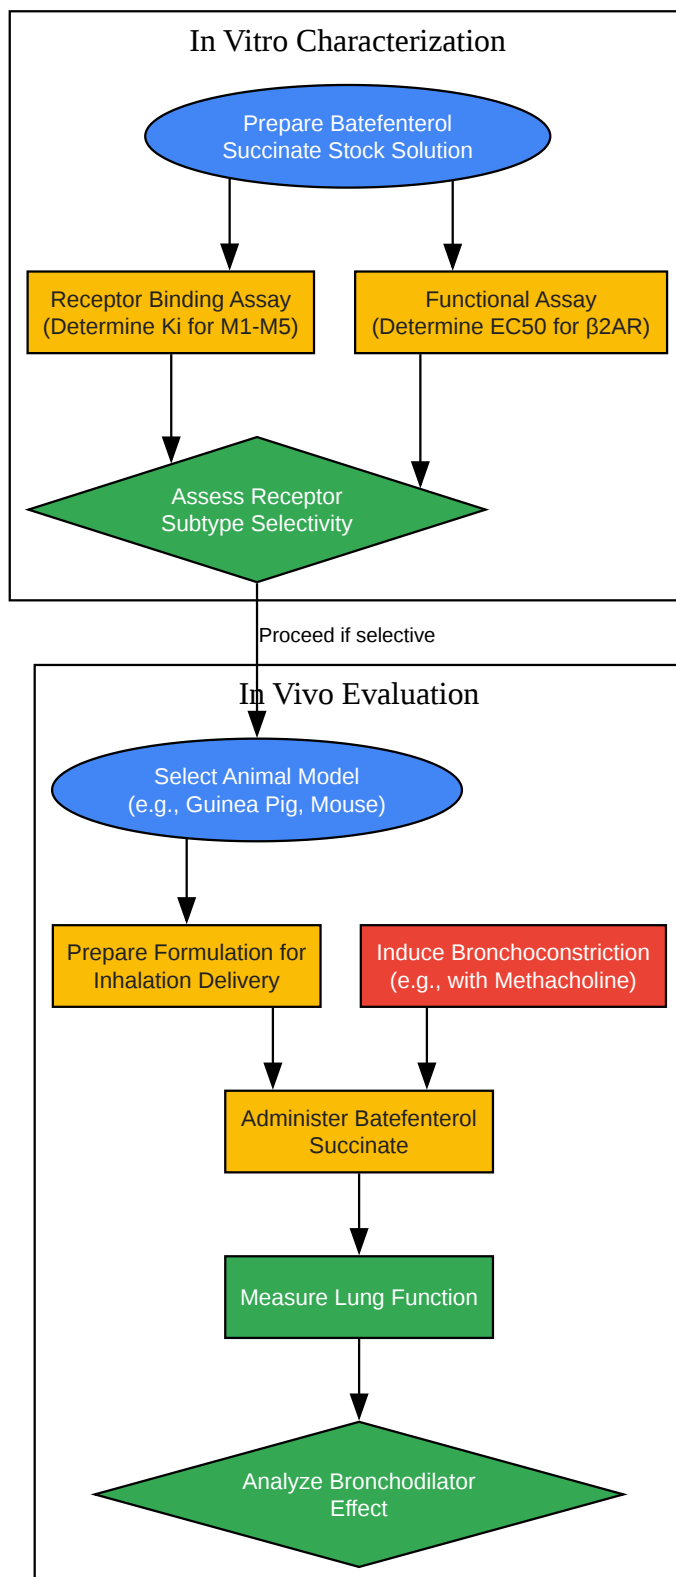 In Vitro Characterization
Prepare Batefenterol
Succinate Stock Solution
Receptor Binding Assay
(Determine Ki for M1-M5)
Functional Assay
(Determine EC50 for β2AR)
Assess Receptor
Subtype Selectivity
Proceed if selective
In Vivo Evaluation
Select Animal Model
(e.g., Guinea Pig, Mouse)
Prepare Formulation for
Inhalation Delivery
Induce Bronchoconstriction
(e.g., with Methacholine)
Administer Batefenterol
Succinate
Measure Lung Function
Analyze Bronchodilator
Effect